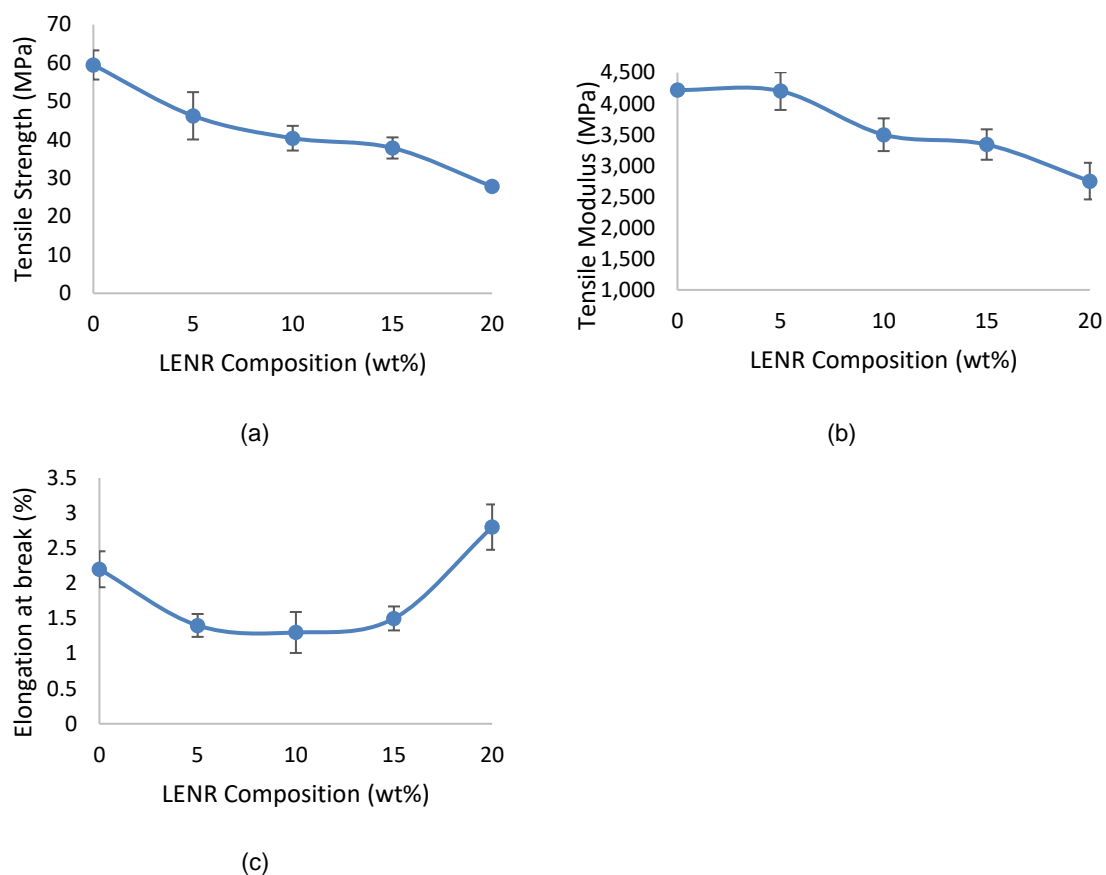 Tensile Strength (MPa)
70
60
50
40
30
20
10
0
0 5 10 15 20
LENR Composition (wt%)
(a)
Tensile Modulus (MPa)
4,500
4,000
3,500
3,000
2,500
2,000
1,500
1,000
0 5 10 15 20
LENR Composition (wt%)
(b)
Elongation at break (%)
3.5
3
2.5
2
1.5
1
0.5
0
0 5 10 15 20
LENR Composition (wt%)
(c)